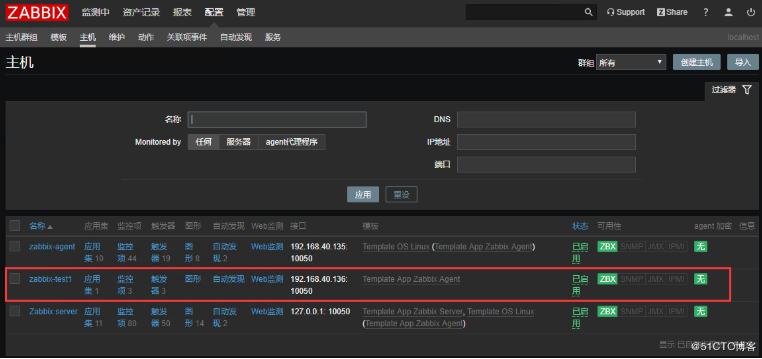 ZABBIX 监测中 资产记录 报表 配置 管理 Support Share ?
主机群组 模板 主机 维护 动作 关联项事件 自动发现 服务 localhost
主机 群组 所有 创建主机 导入
过滤器
名称 DNS
Monitored by 任何 服务器 agent代理程序 IP地址
端口
应用 重设
名称 应用集 监控项 触发器 图形 自动发现 Web监测 接口 模板 状态 可用性 agent 加密 信息
zabbix-agent 应用 监控 触发 图 自动发 Web监测 192.168.40.135: Template OS Linux (Template App Zabbix Agent) 已启 ZBX SNMP JMX IPMI 无
集 10 项 44 器 19 形 8 现 2 10050 用
zabbix-test1 应用 监控 触发 图形 自动发现 Web监测 192.168.40.136: Template App Zabbix Agent 已启 ZBX SNMP JMX IPMI 无
集 1 项 3 器 3 10050 用
Zabbix server 应用 监控 触发 图 自动发 Web监测 127.0.0.1: 10050 Template App Zabbix Server, Template OS Linux 已启 ZBX SNMP JMX IPMI 无
集 11 项 80 器 50 形 14 现 2 (Template App Zabbix Agent) 用
@51CTO博客